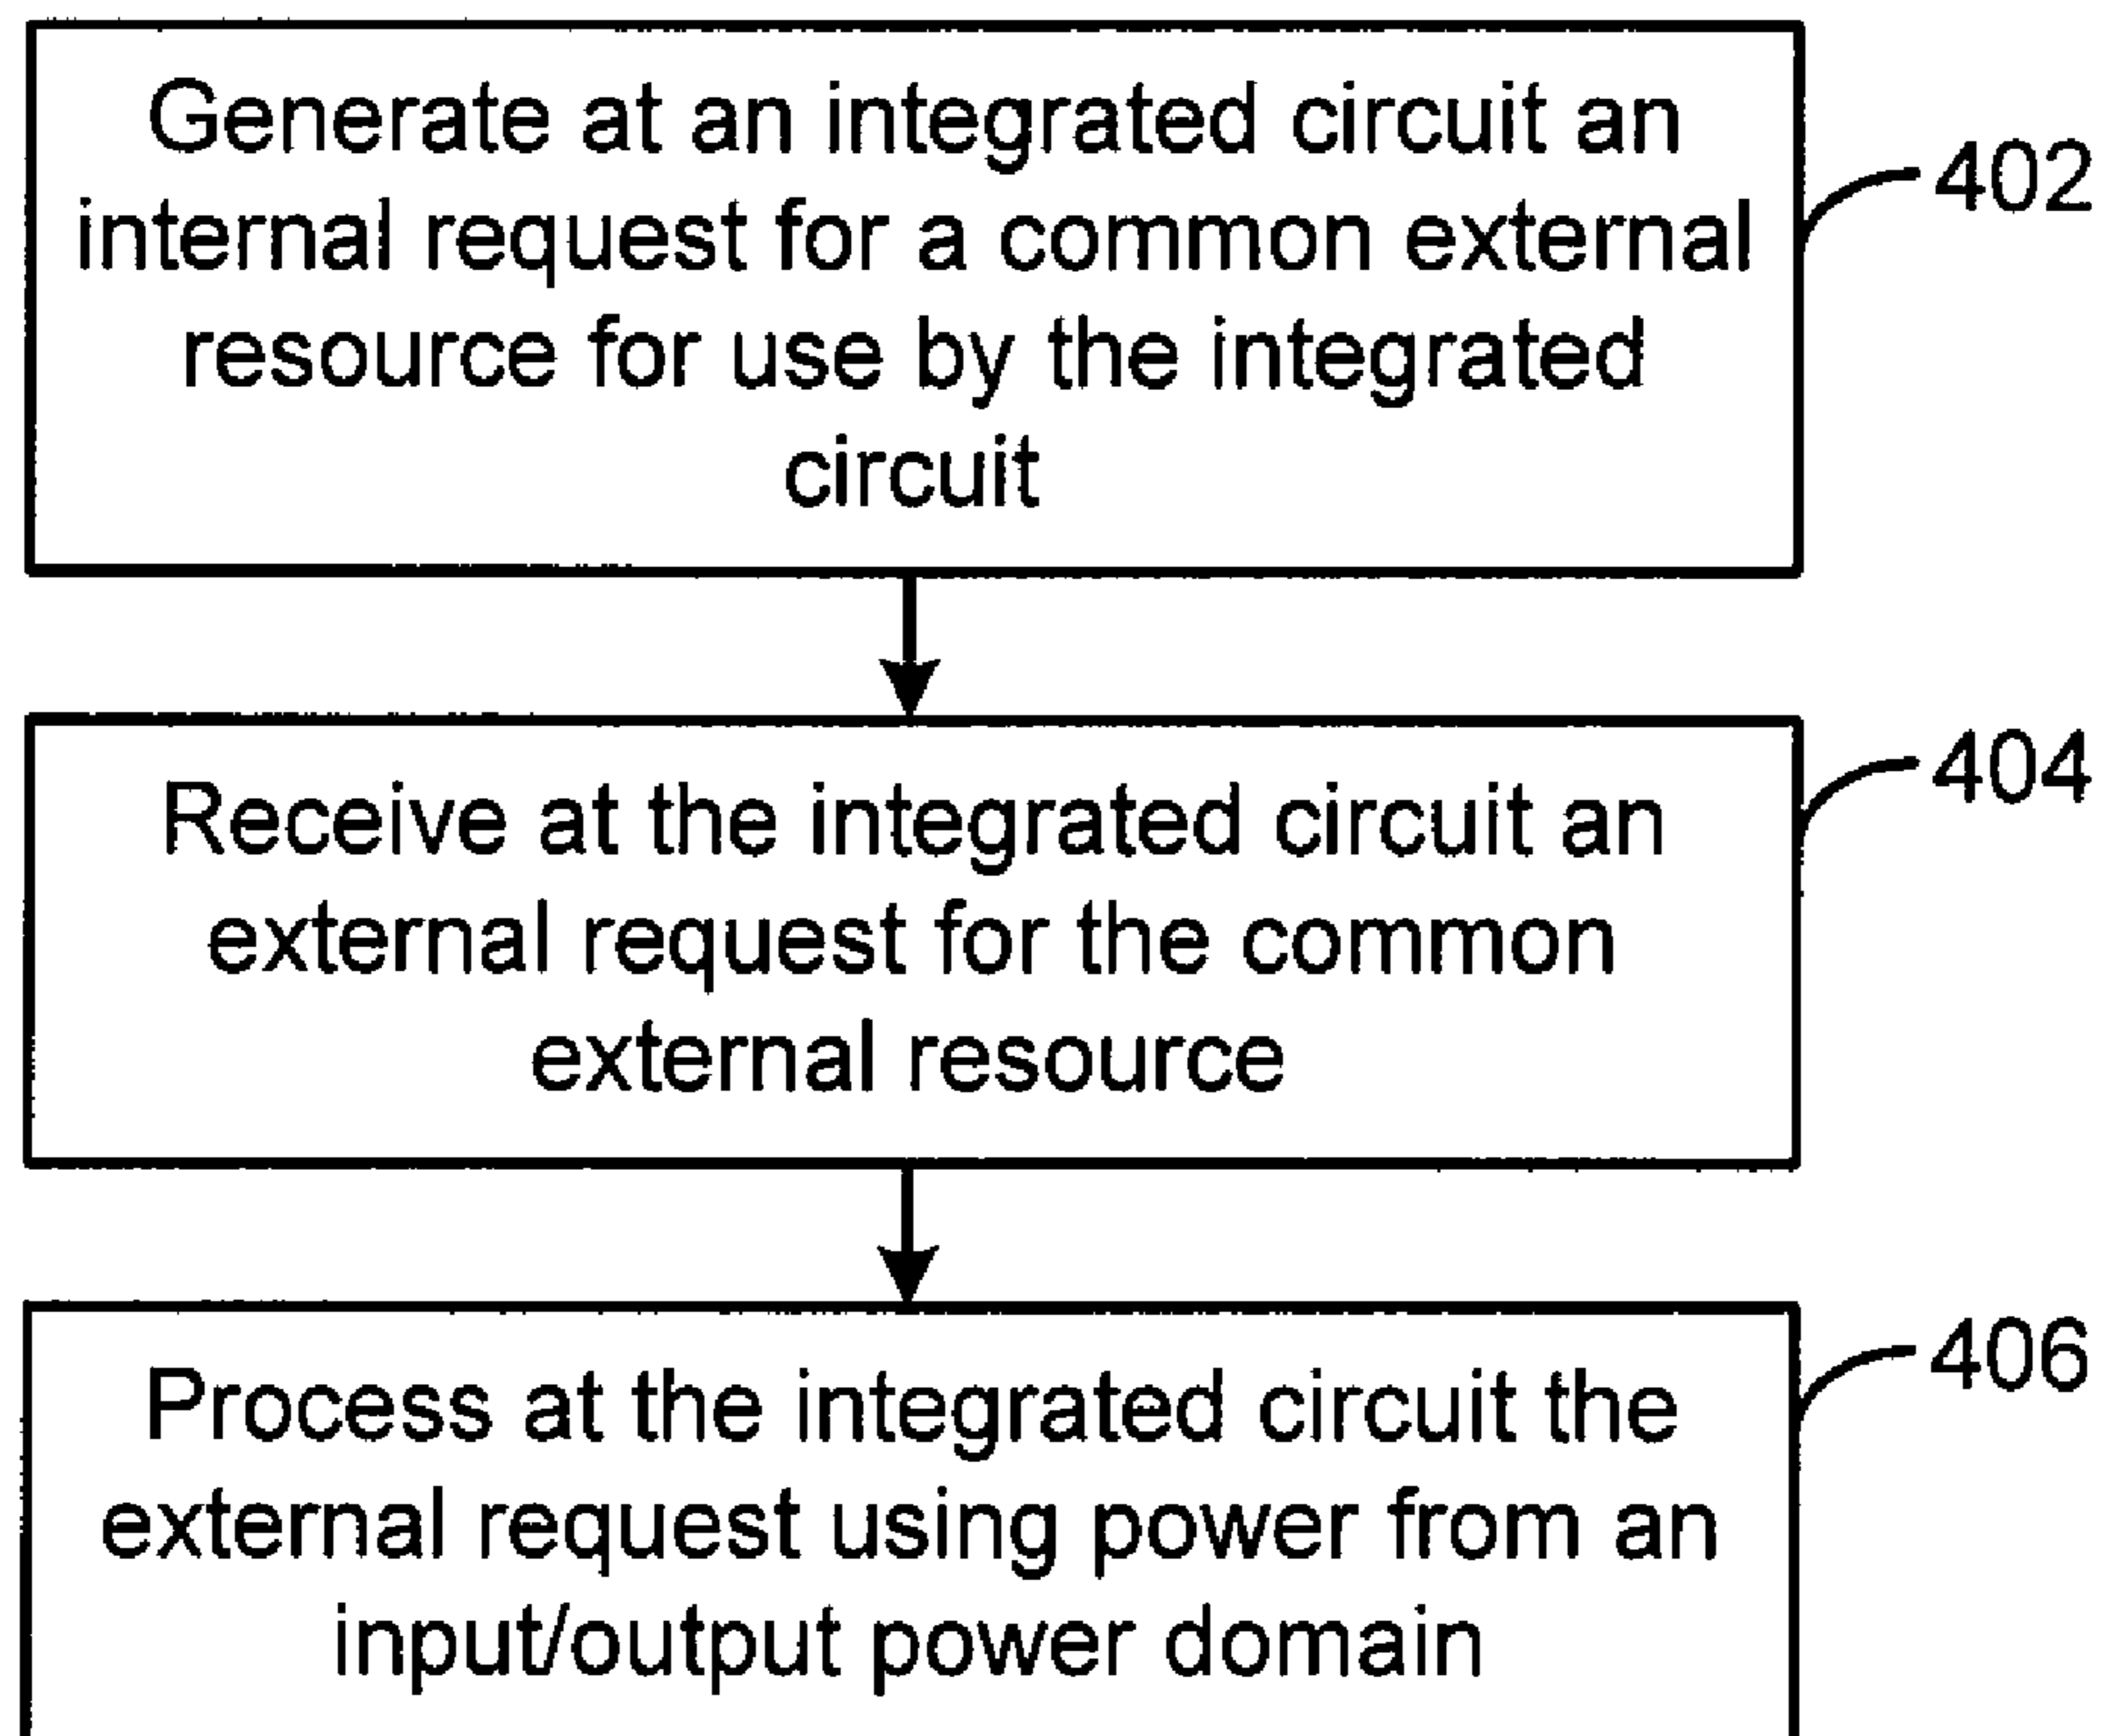 Generate at an integrated circuit an
internal request for a common external
resource for use by the integrated
circuit
402
Receive at the integrated circuit an
external request for the common
external resource
404
Process at the integrated circuit the
external request using power from an
input/output power domain
406